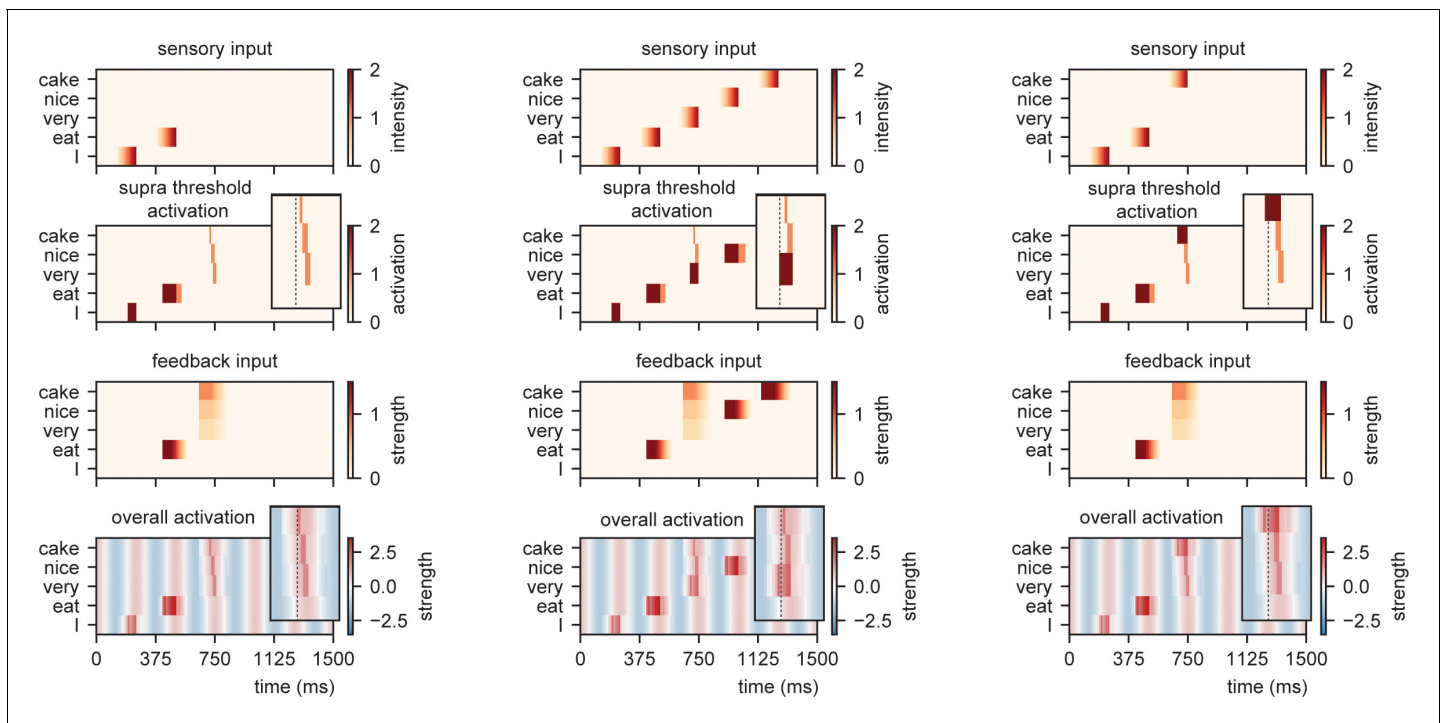 sensory input
cake
nice
very
eat
I
2
1
0
intensity
supra threshold
activation
cake
nice
very
eat
I
2
1
0
activation
feedback input
cake
nice
very
eat
I
1
0
strength
overall activation
cake
nice
very
eat
I
2.5
0.0
−2.5
strength
0 375 750 1125 1500
time (ms)
sensory input
cake
nice
very
eat
I
2
1
0
intensity
supra threshold
activation
cake
nice
very
eat
I
2
1
0
activation
feedback input
cake
nice
very
eat
I
1
0
strength
overall activation
cake
nice
very
eat
I
2.5
0.0
−2.5
strength
0 375 750 1125 1500
time (ms)
sensory input
cake
nice
very
eat
I
2
1
0
intensity
supra threshold
activation
cake
nice
very
eat
I
2
1
0
activation
feedback input
cake
nice
very
eat
I
1
0
strength
overall activation
cake
nice
very
eat
I
2.5
0.0
−2.5
strength
0 375 750 1125 1500
time (ms)